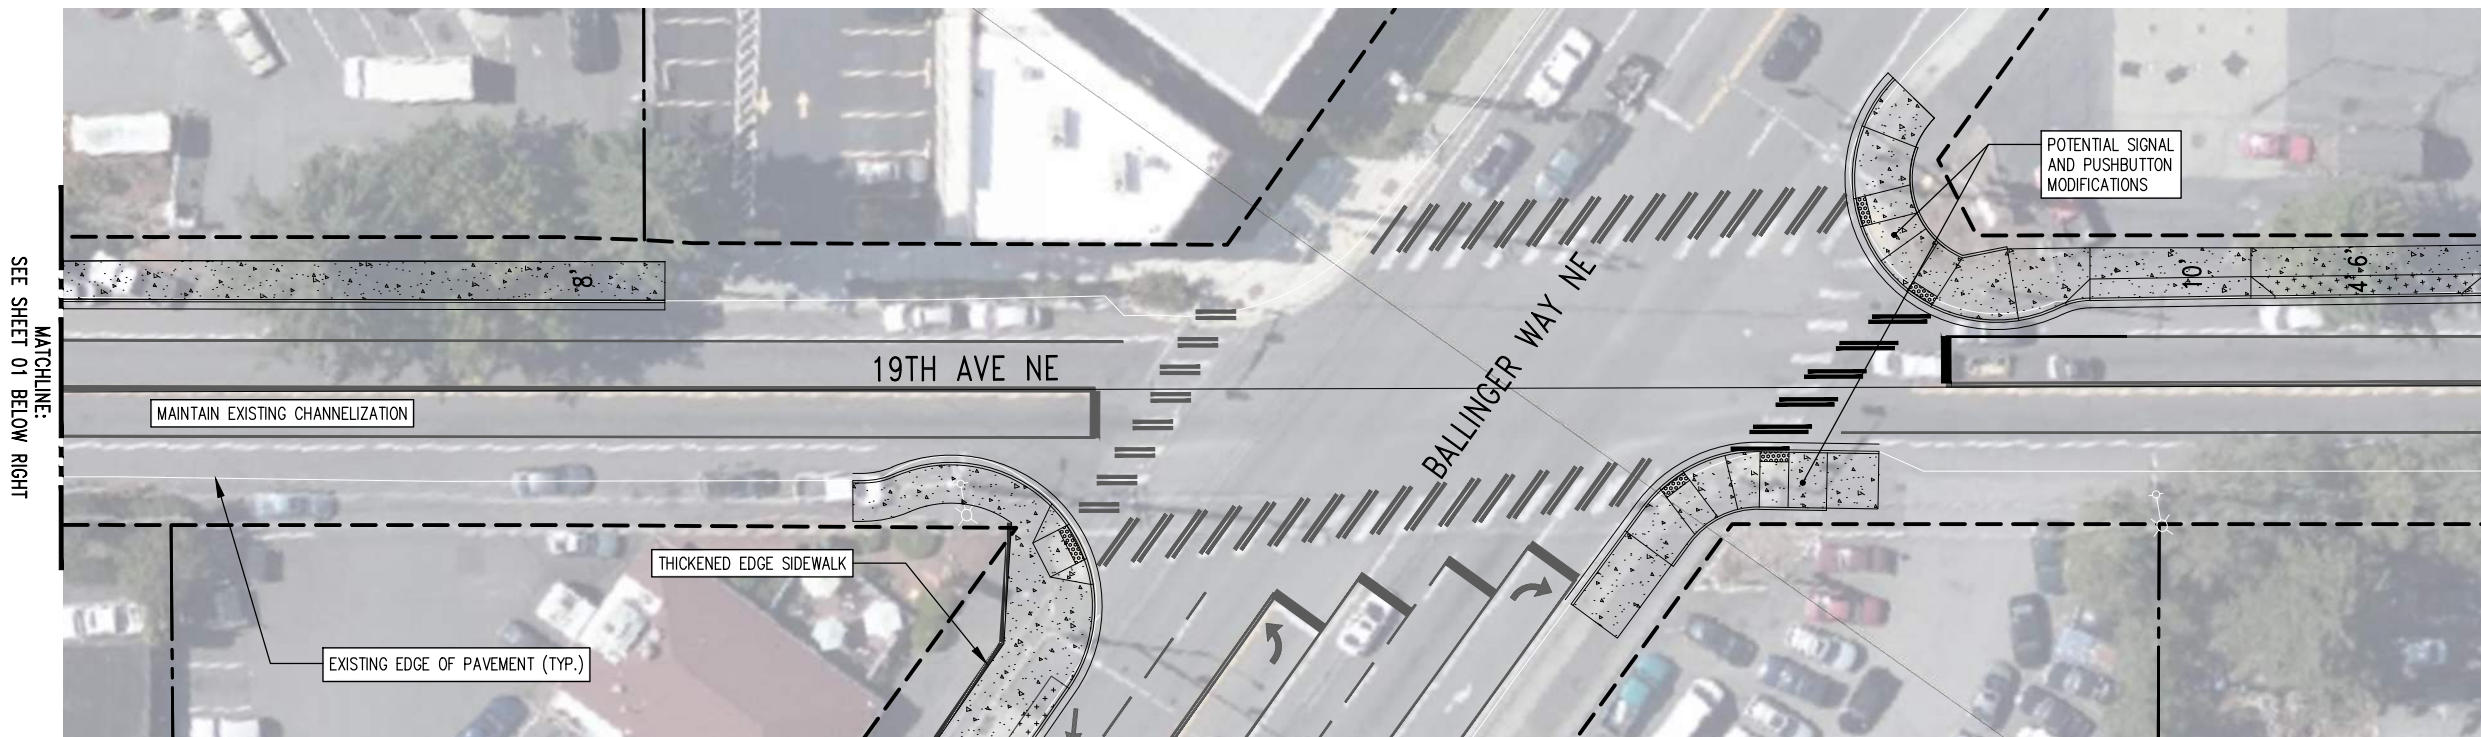 MATCHLINE:
SEE SHEET 01 BELOW RIGHT
8'
19TH AVE NE
MAINTAIN EXISTING CHANNELIZATION
THICKENED EDGE SIDEWALK
EXISTING EDGE OF PAVEMENT (TYP.)
BALLINGER WAY NE
POTENTIAL SIGNAL
AND PUSHBUTTON
MODIFICATIONS
10'
4'
6'